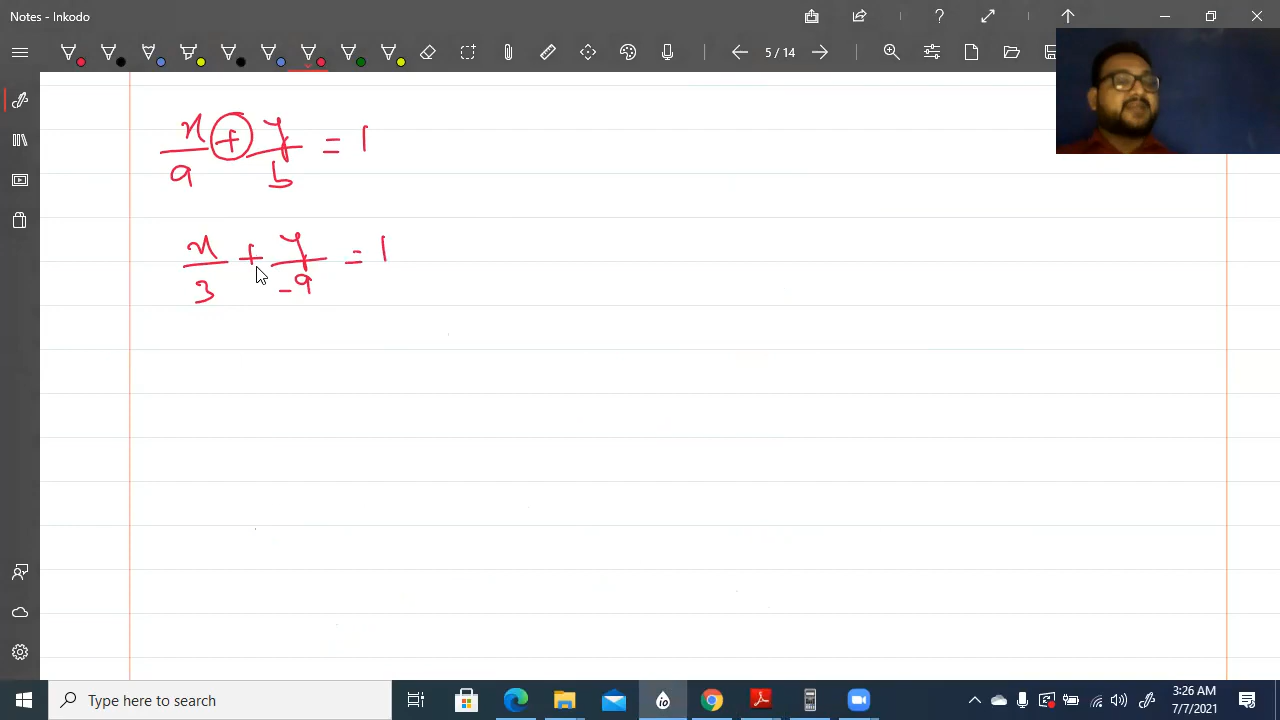 Notes - Inkodo
5 / 14
x/a + y/b = 1
x/3 + y/-9 = 1
Type here to search
3:26 AM
7/7/2021